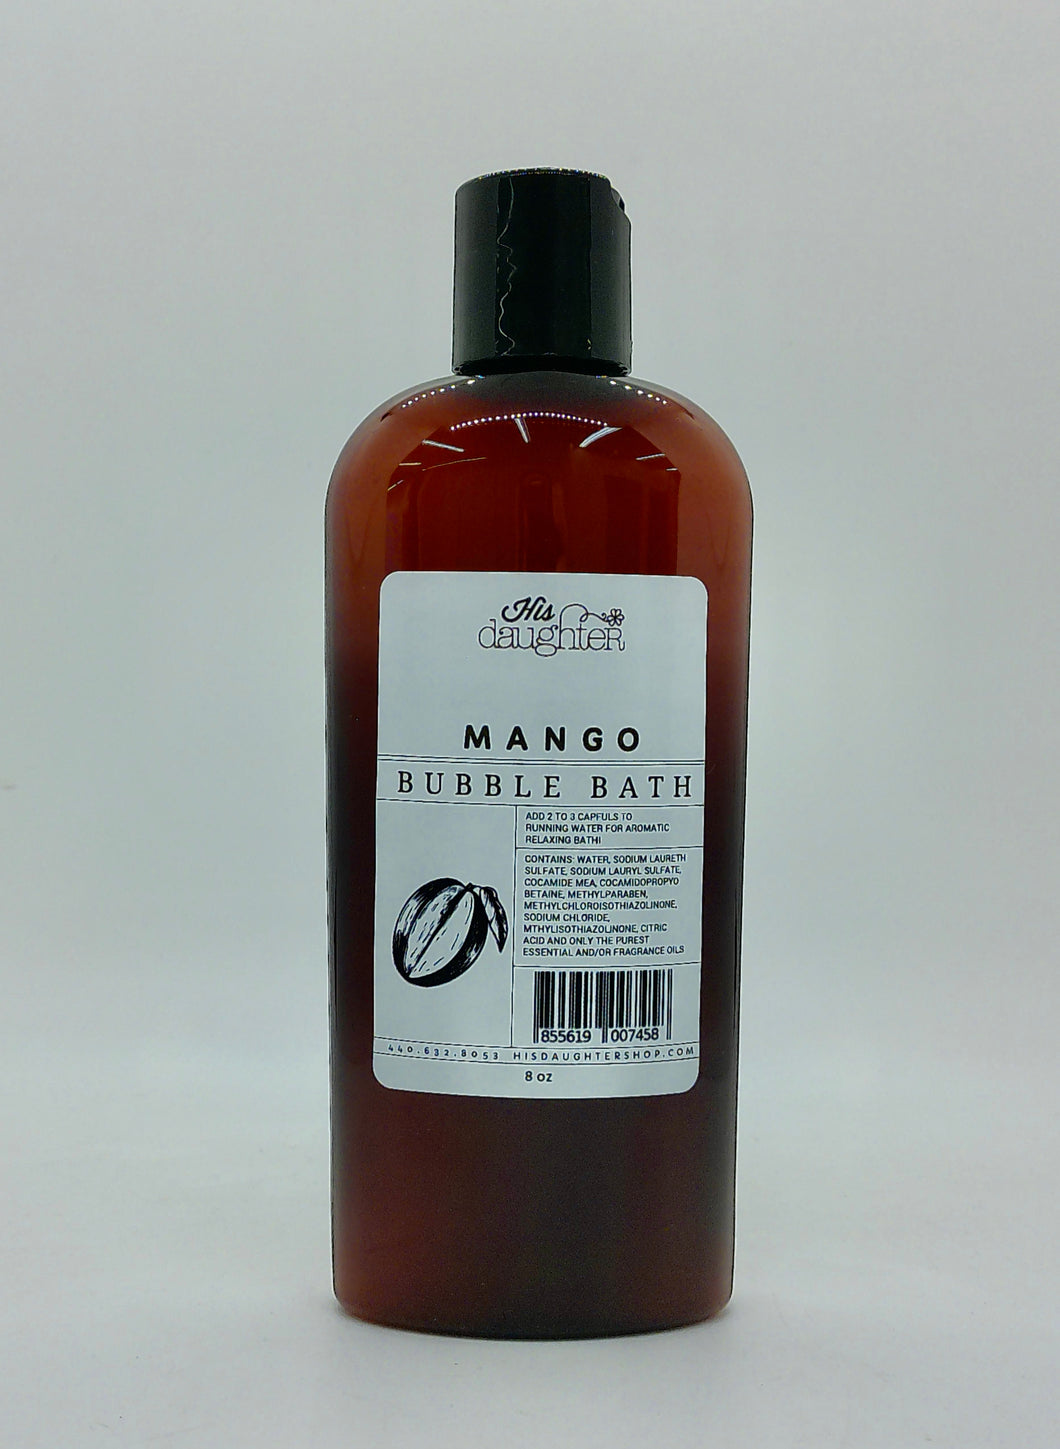 His
daughter
MANGO
BUBBLE BATH
ADD 2 TO 3 CAPFULS TO
RUNNING WATER FOR AROMATIC
RELAXING BATH!
CONTAINS: WATER, SODIUM LAURETH
SULFATE, SODIUM LAURYL SULFATE,
COCAMIDE MEA, COCAMIDOPROPYO
BETAINE, METHYLPARABEN,
METHYLCHLOROISOTHIAZOLINONE,
SODIUM CHLORIDE,
MTHYLISOTHIAZOLINONE, CITRIC
ACID AND ONLY THE PUREST
ESSENTIAL AND/OR FRAGRANCE OILS
855619 007458
440.632.8053 HISDAUGHTERSHOP.COM
8 oz